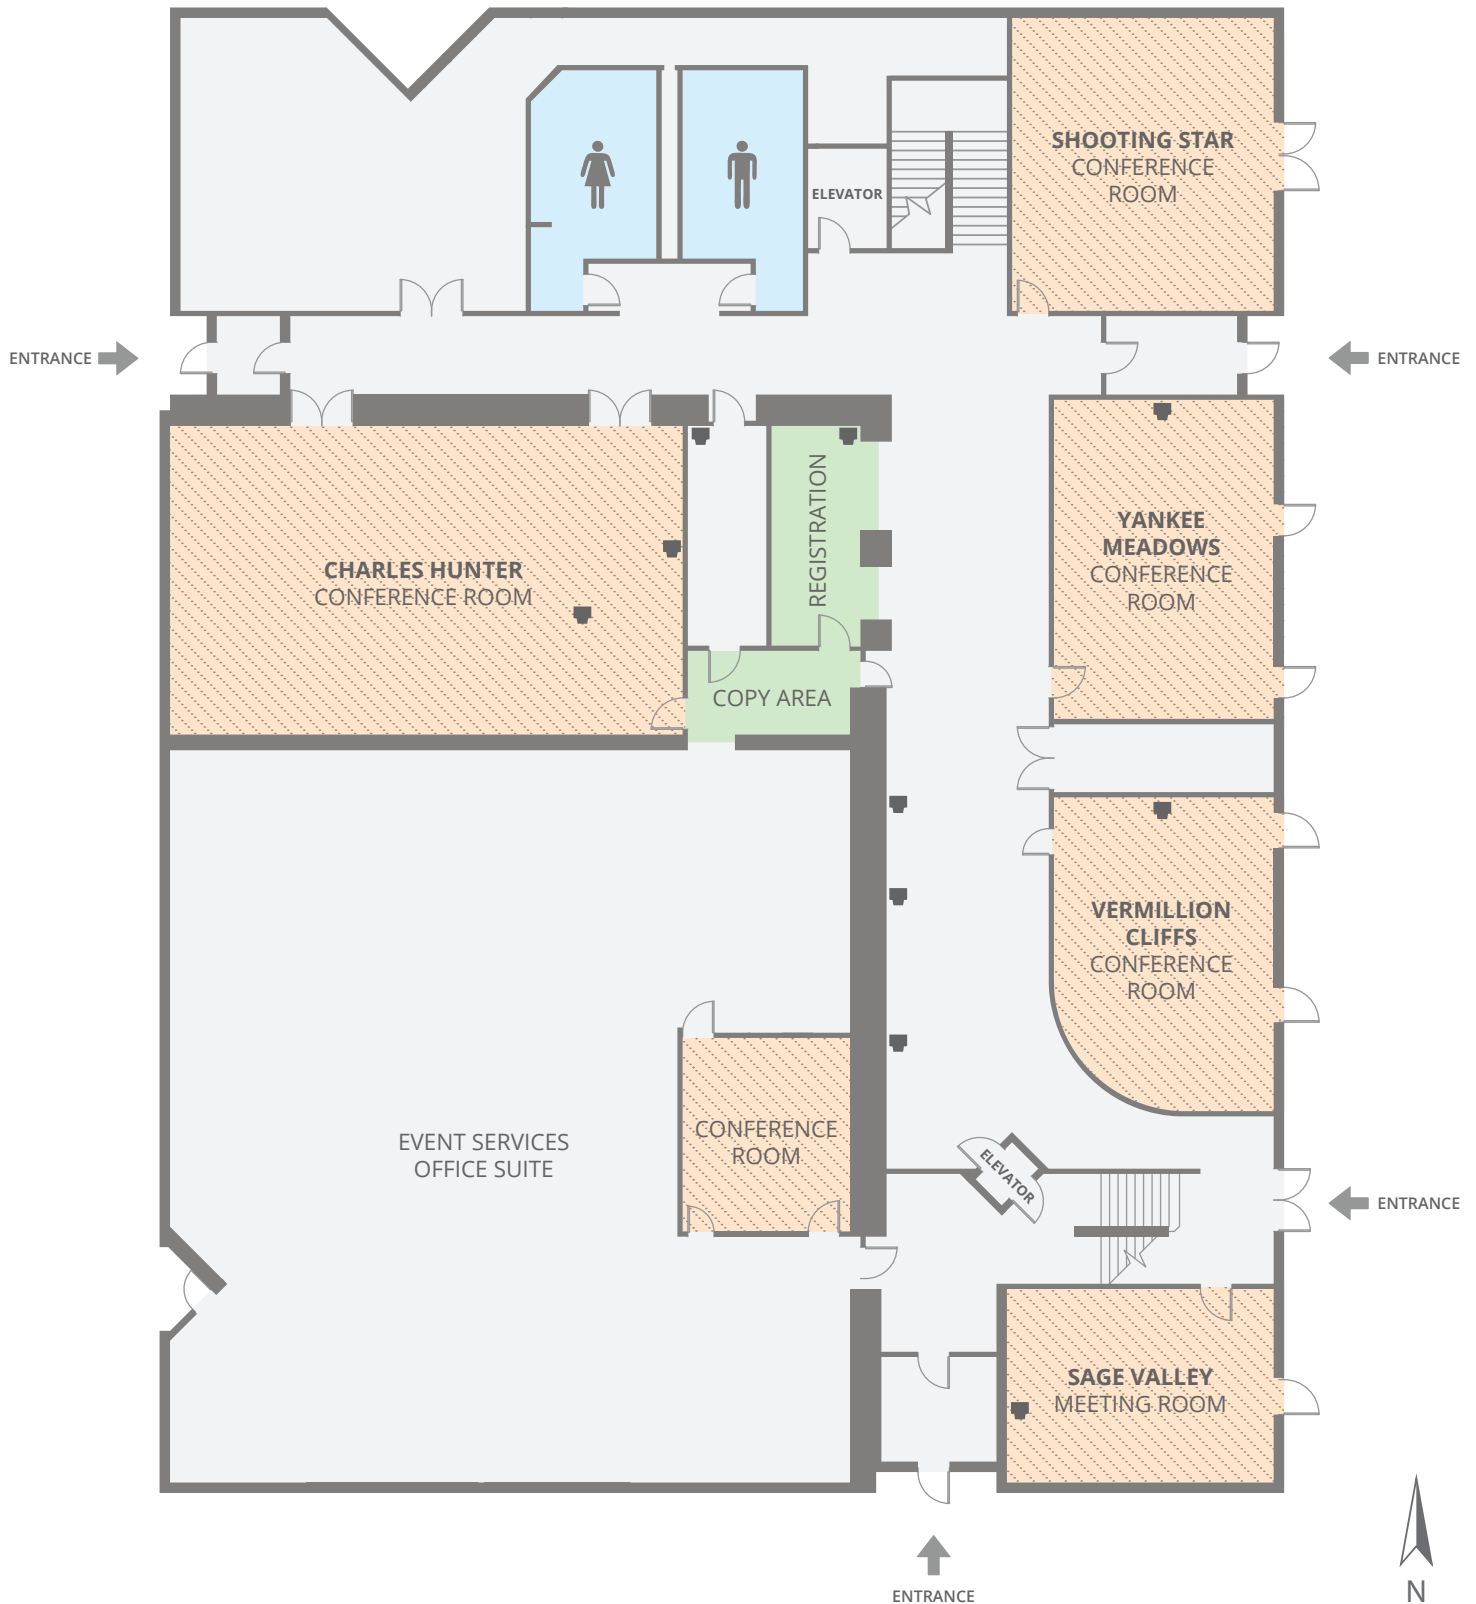 SHOOTING STAR
CONFERENCE
ROOM
ELEVATOR
ENTRANCE
ENTRANCE
REGISTRATION
YANKEE
MEADOWS
CONFERENCE
ROOM
CHARLES HUNTER
CONFERENCE ROOM
COPY AREA
VERMILLION
CLIFFS
CONFERENCE
ROOM
CONFERENCE
ROOM
EVENT SERVICES
OFFICE SUITE
ELEVATOR
ENTRANCE
SAGE VALLEY
MEETING ROOM
ENTRANCE
N